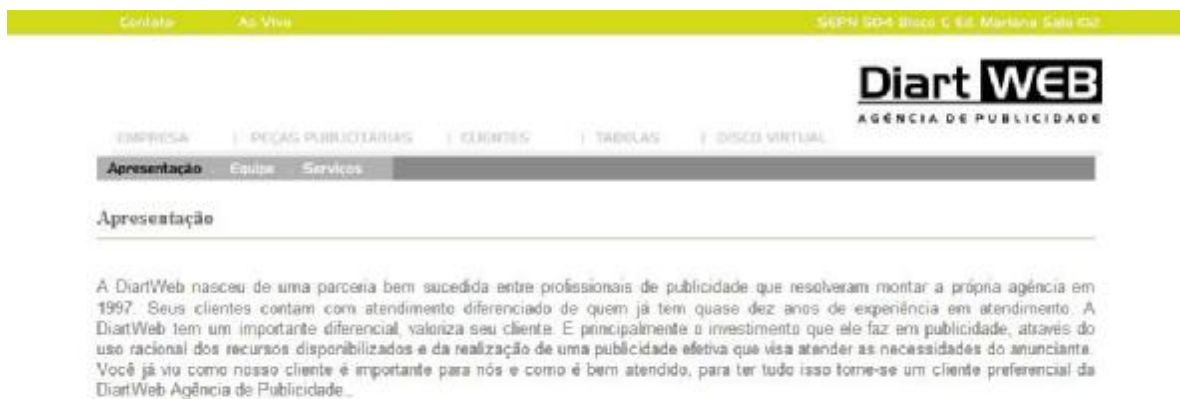 Contato Ao Vivo SEPN 504 Bloco C Ed. Mariana Sala
Diart WEB
AGÊNCIA DE PUBLICIDADE
EMPRESA | PEÇAS PUBLICITÁRIAS | CLIENTES | TABELAS | DISCO VIRTUAL
Apresentação Equipe Serviços
Apresentação
A DiartWeb nasceu de uma parceria bem sucedida entre profissionais de publicidade que resolveram montar a própria agência em
1997. Seus clientes contam com atendimento diferenciado de quem já tem quase dez anos de experiência em atendimento. A
DiartWeb tem um importante diferencial, valoriza seu cliente. E principalmente o investimento que ele faz em publicidade, através do
uso racional dos recursos disponibilizados e da realização de uma publicidade efetiva que visa atender as necessidades do anunciante.
Você já viu como nosso cliente é importante para nós e como é bem atendido, para ter tudo isso torne-se um cliente preferencial da
DiartWeb Agência de Publicidade...